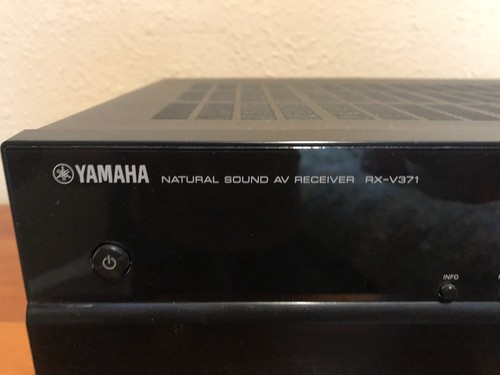 YAMAHA NATURAL SOUND AV RECEIVER RX-V371
INFO